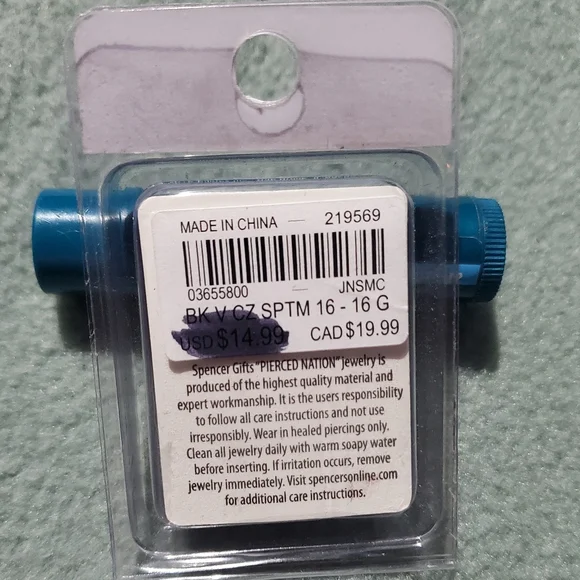 MADE IN CHINA — 219569
03655800 — JNSMC
BK V CZ SPTM 16 - 16 G
USD $14.99 CAD $19.99
Spencer Gifts "PIERCED NATION" jewelry is
produced of the highest quality material and
expert workmanship. It is the users responsibility
to follow all care instructions and not use
irresponsibly. Wear in healed piercings only.
Clean all jewelry daily with warm soapy water
before inserting. If irritation occurs, remove
jewelry immediately. Visit spencersonline.com
for additional care instructions.